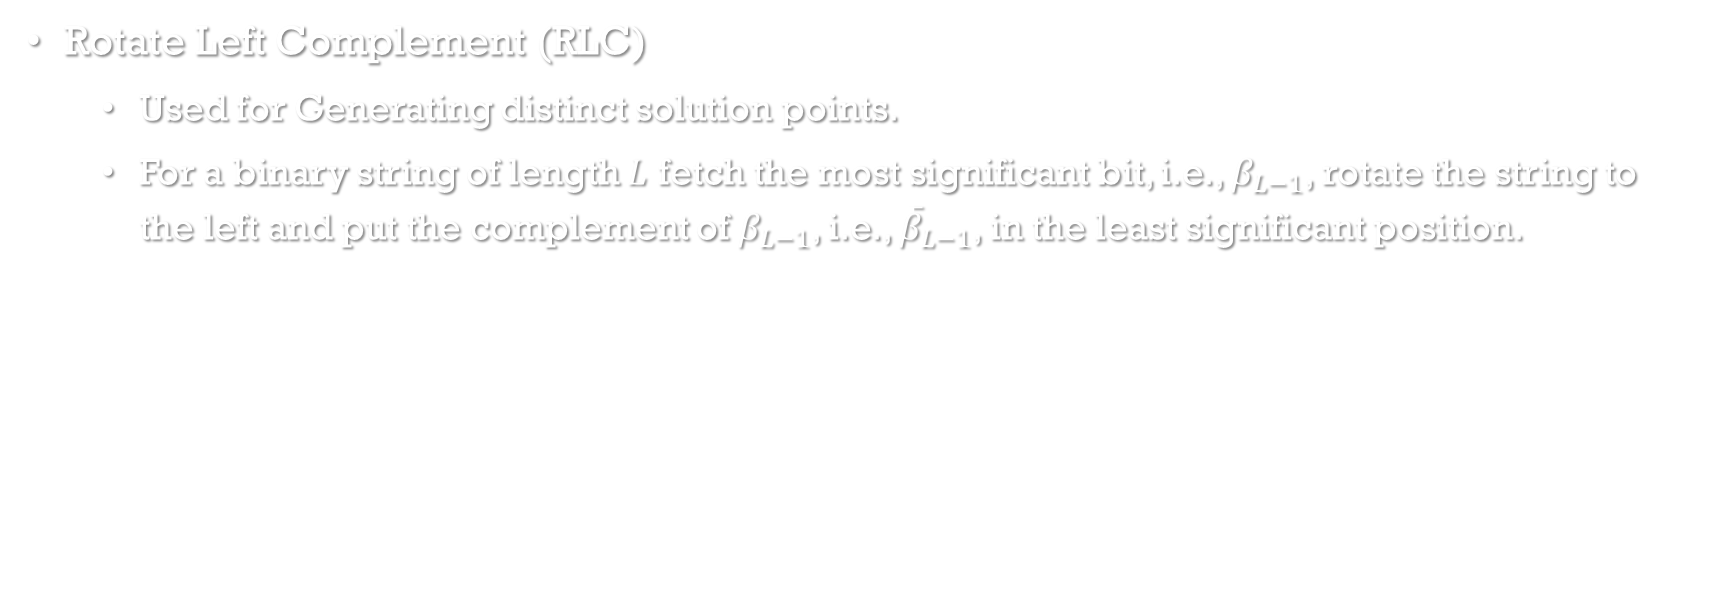 • Rotate Left Complement (RLC)
• Used for Generating distinct solution points.
• For a binary string of length L fetch the most significant bit, i.e., β_{L−1}, rotate the string to
the left and put the complement of β_{L−1}, i.e., β̄_{L−1}, in the least significant position.